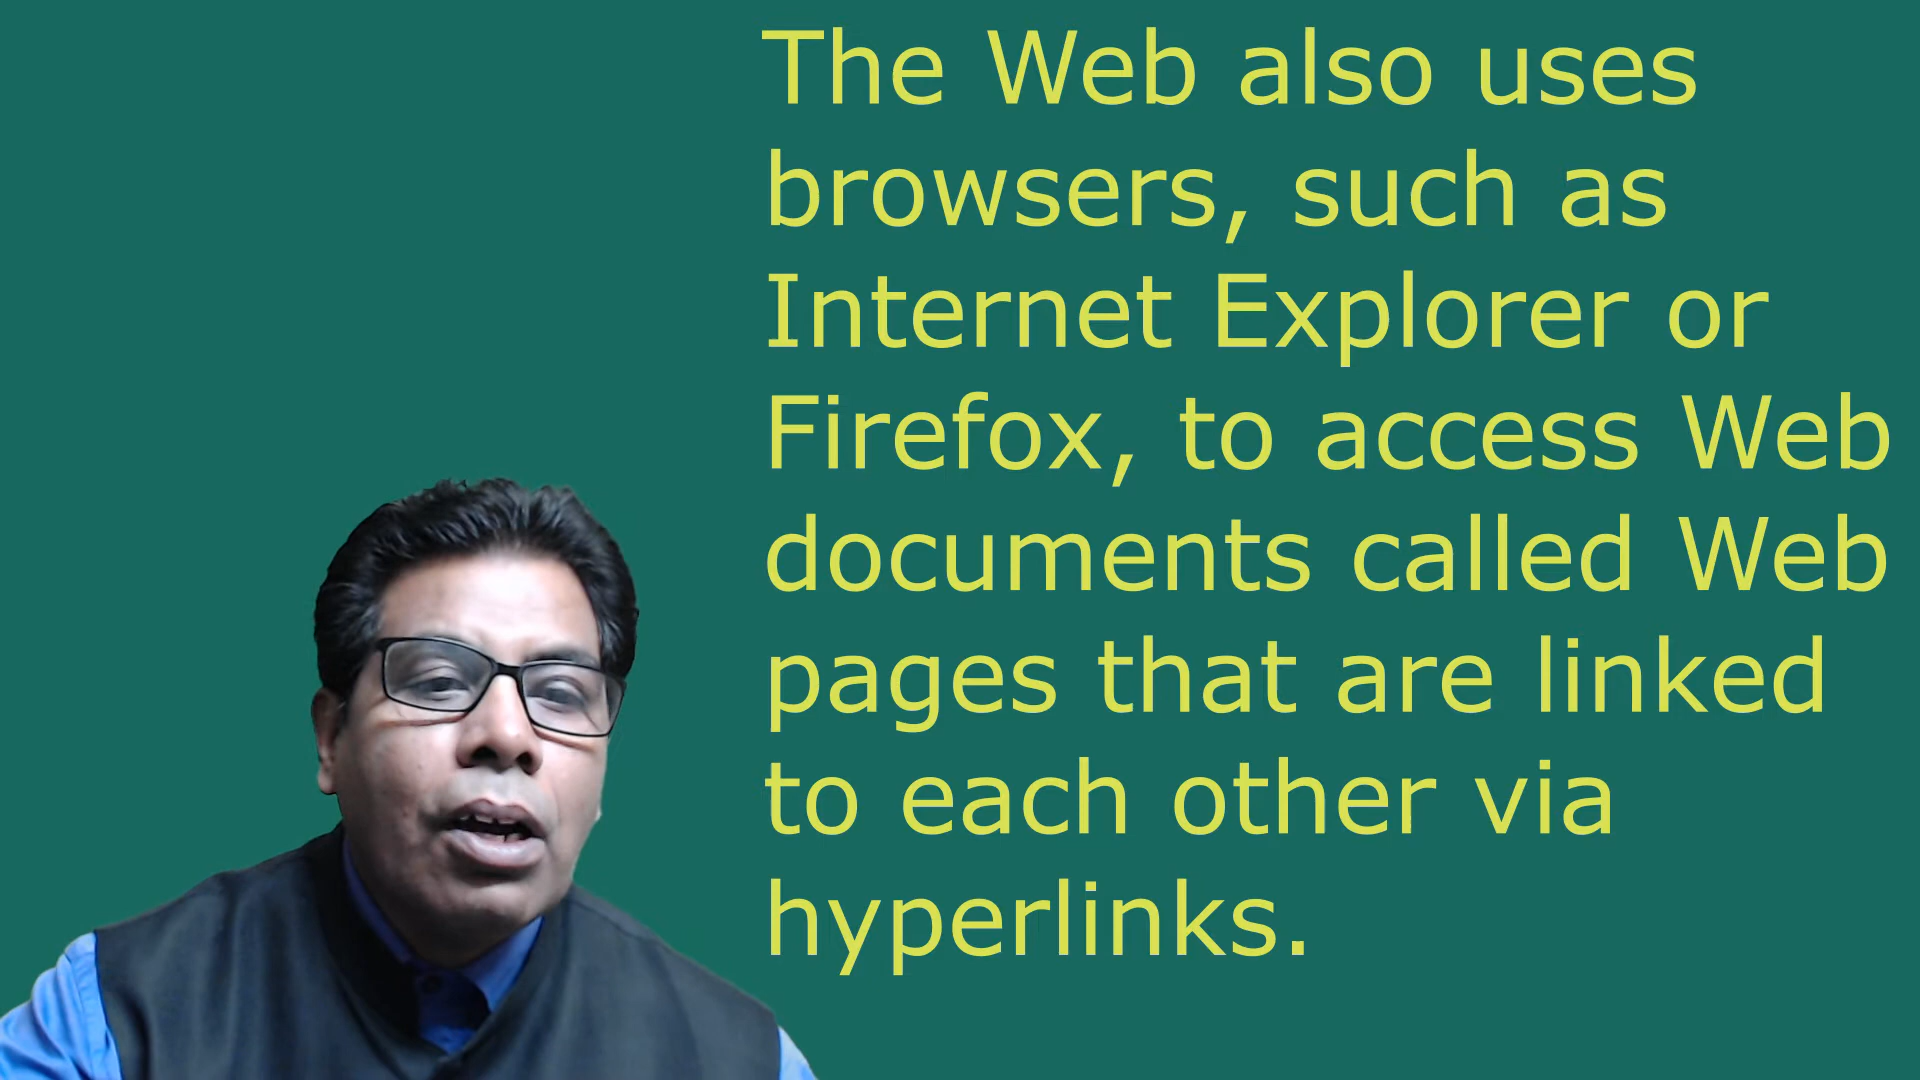 The Web also uses
browsers, such as
Internet Explorer or
Firefox, to access Web
documents called Web
pages that are linked
to each other via
hyperlinks.